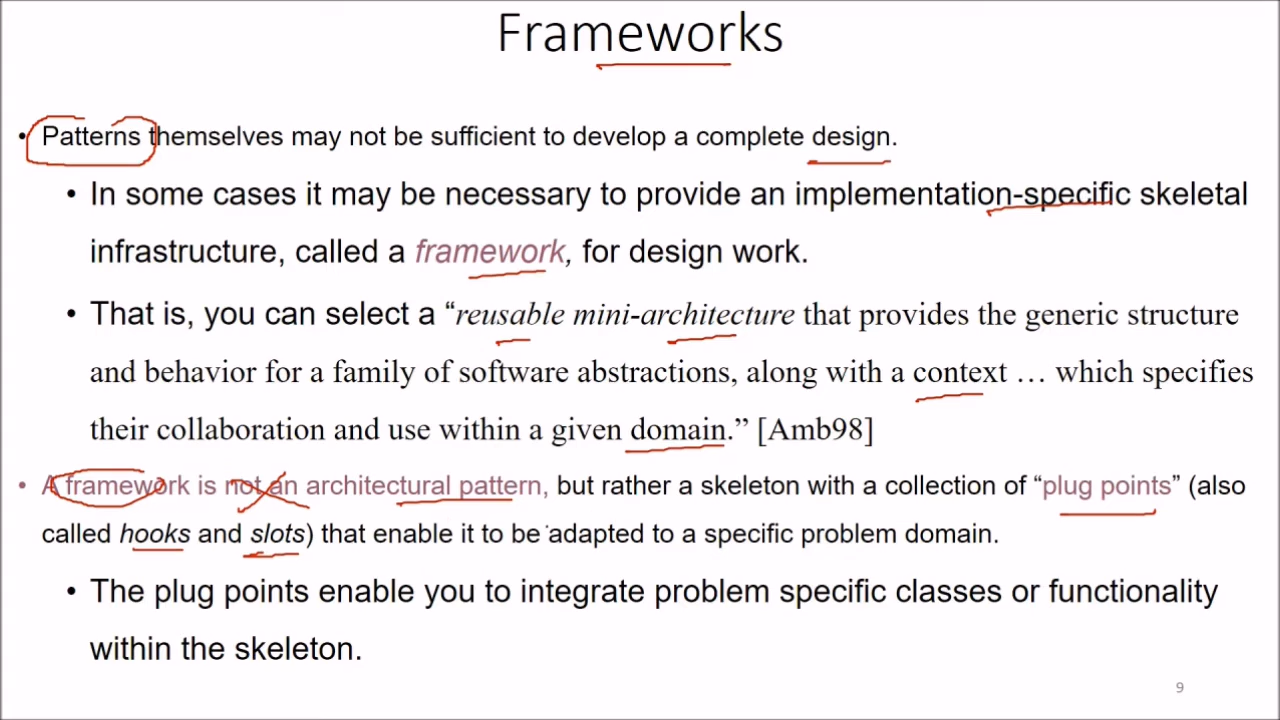 Frameworks
• Patterns themselves may not be sufficient to develop a complete design.
• In some cases it may be necessary to provide an implementation-specific skeletal
infrastructure, called a framework, for design work.
• That is, you can select a “reusable mini-architecture that provides the generic structure
and behavior for a family of software abstractions, along with a context … which specifies
their collaboration and use within a given domain.” [Amb98]
• A framework is not an architectural pattern, but rather a skeleton with a collection of “plug points” (also
called hooks and slots) that enable it to be adapted to a specific problem domain.
• The plug points enable you to integrate problem specific classes or functionality
within the skeleton.
9